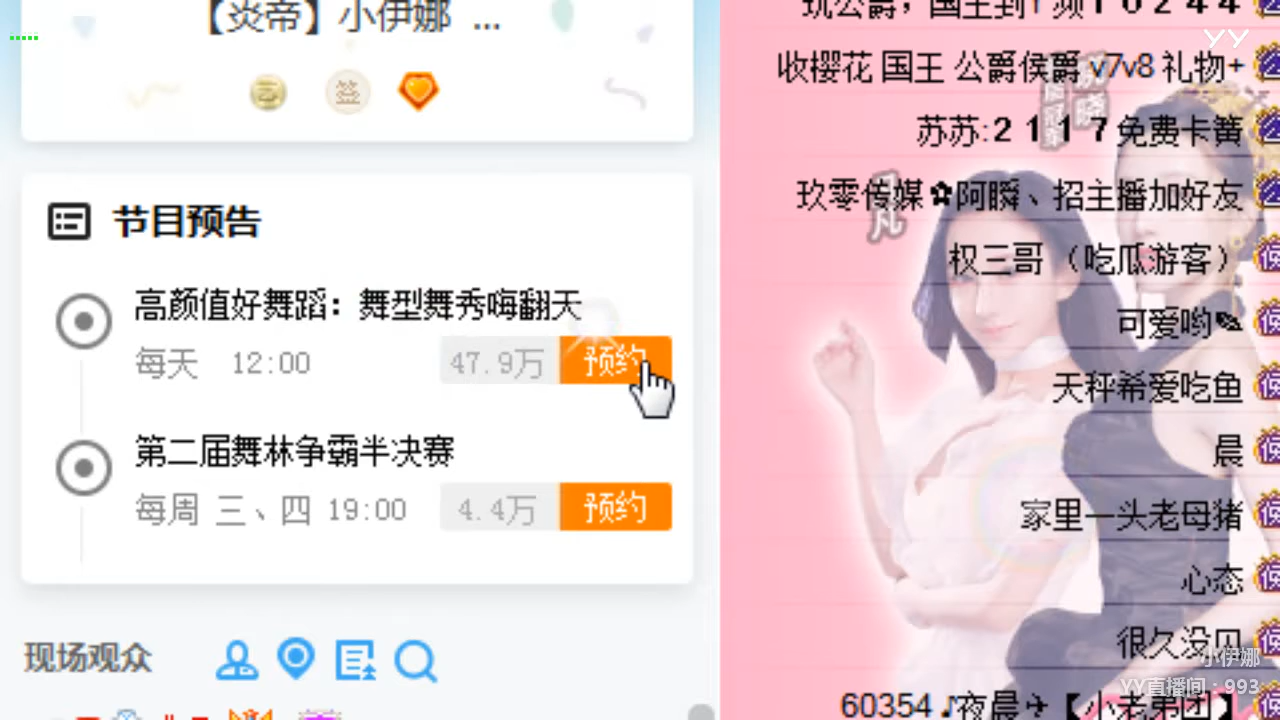 【炎帝】小伊娜 ...
签
节目预告
高颜值好舞蹈：舞型舞秀嗨翻天
每天 12:00
47.9万
预约
第二届舞林争霸半决赛
每周 三、四 19:00
4.4万
预约
现场观众
YY
收樱花 国王 公爵侯爵 v7v8 礼物+
苏苏:2 1 1 7 免费卡篝
玖零传媒✿阿瞬、招主播加好友
权三哥（吃瓜游客）
可爱哟✎
天秤希爱吃鱼
晨
家里一头老母猪
心态
很久没见
小伊娜
YY直播间：993
60354 ♪夜晨✈【小老弟团】